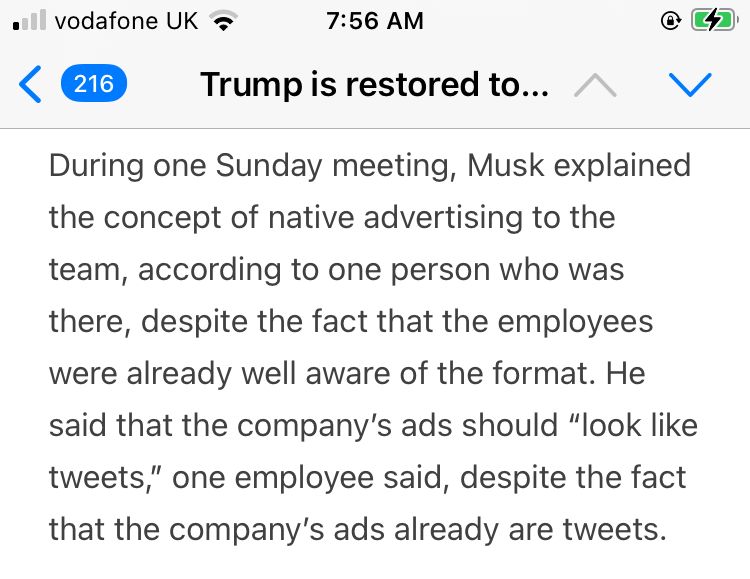 vodafone UK 7:56 AM
216 Trump is restored to...
During one Sunday meeting, Musk explained
the concept of native advertising to the
team, according to one person who was
there, despite the fact that the employees
were already well aware of the format. He
said that the company’s ads should “look like
tweets,” one employee said, despite the fact
that the company’s ads already are tweets.